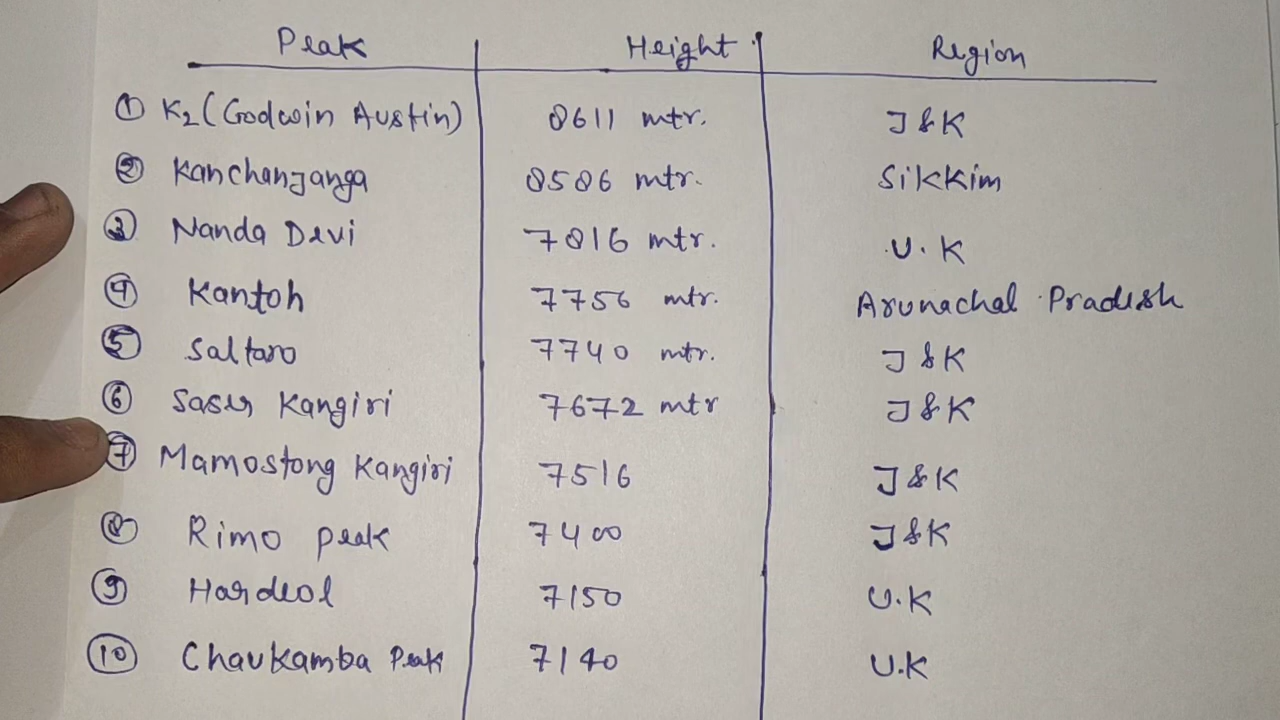 Peak Height Region
① K2 (Godwin Austin) 8611 mtr. J & K
② Kanchanjanga 8586 mtr. Sikkim
③ Nanda Devi 7816 mtr. U.K
④ Kantoh 7756 mtr. Arunachal Pradesh
⑤ Saltaro 7740 mtr. J & K
⑥ Saser Kangiri 7672 mtr J & K
⑦ Mamostong Kangiri 7516 J & K
⑧ Rimo Peak 7400 J & K
⑨ Hardeol 7150 U.K
⑩ Chaukamba Peak 7140 U.K